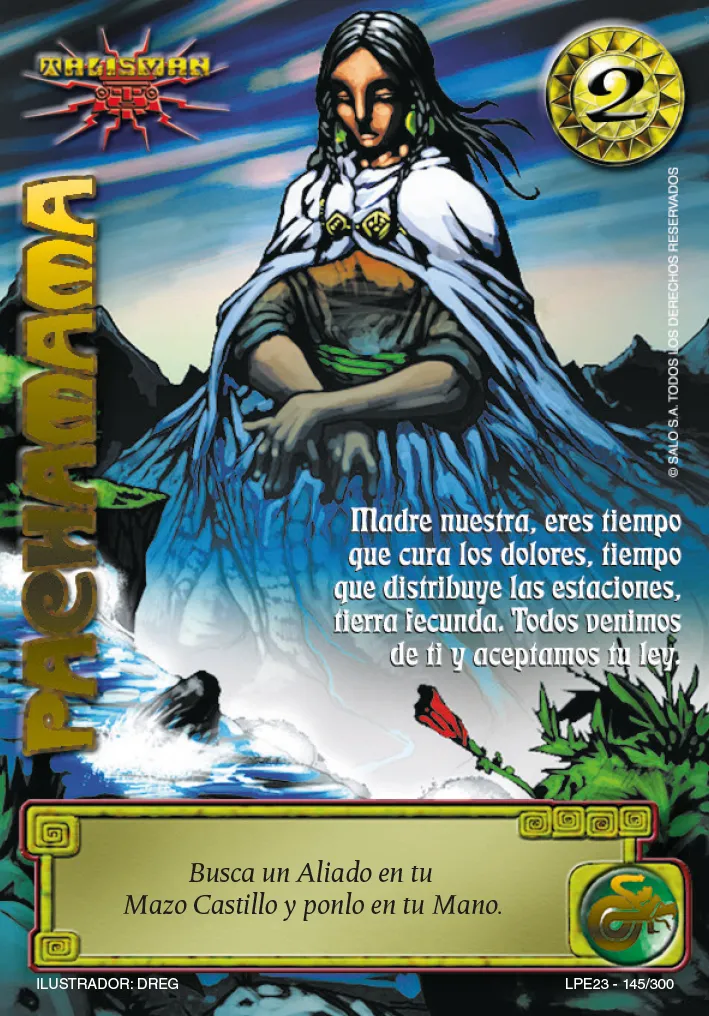 TALISMAN
2
PACHAMAMA
© SALO S.A. TODOS LOS DERECHOS RESERVADOS
Madre nuestra, eres tiempo
que cura los dolores, tiempo
que distribuye las estaciones,
tierra fecunda. Todos venimos
de ti y aceptamos tu ley.
Busca un Aliado en tu
Mazo Castillo y ponlo en tu Mano.
ILUSTRADOR: DREG
LPE23 - 145/300